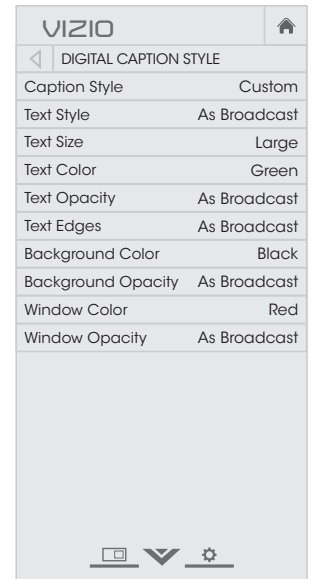 VIZIO
DIGITAL CAPTION STYLE
Caption Style Custom
Text Style As Broadcast
Text Size Large
Text Color Green
Text Opacity As Broadcast
Text Edges As Broadcast
Background Color Black
Background Opacity As Broadcast
Window Color Red
Window Opacity As Broadcast